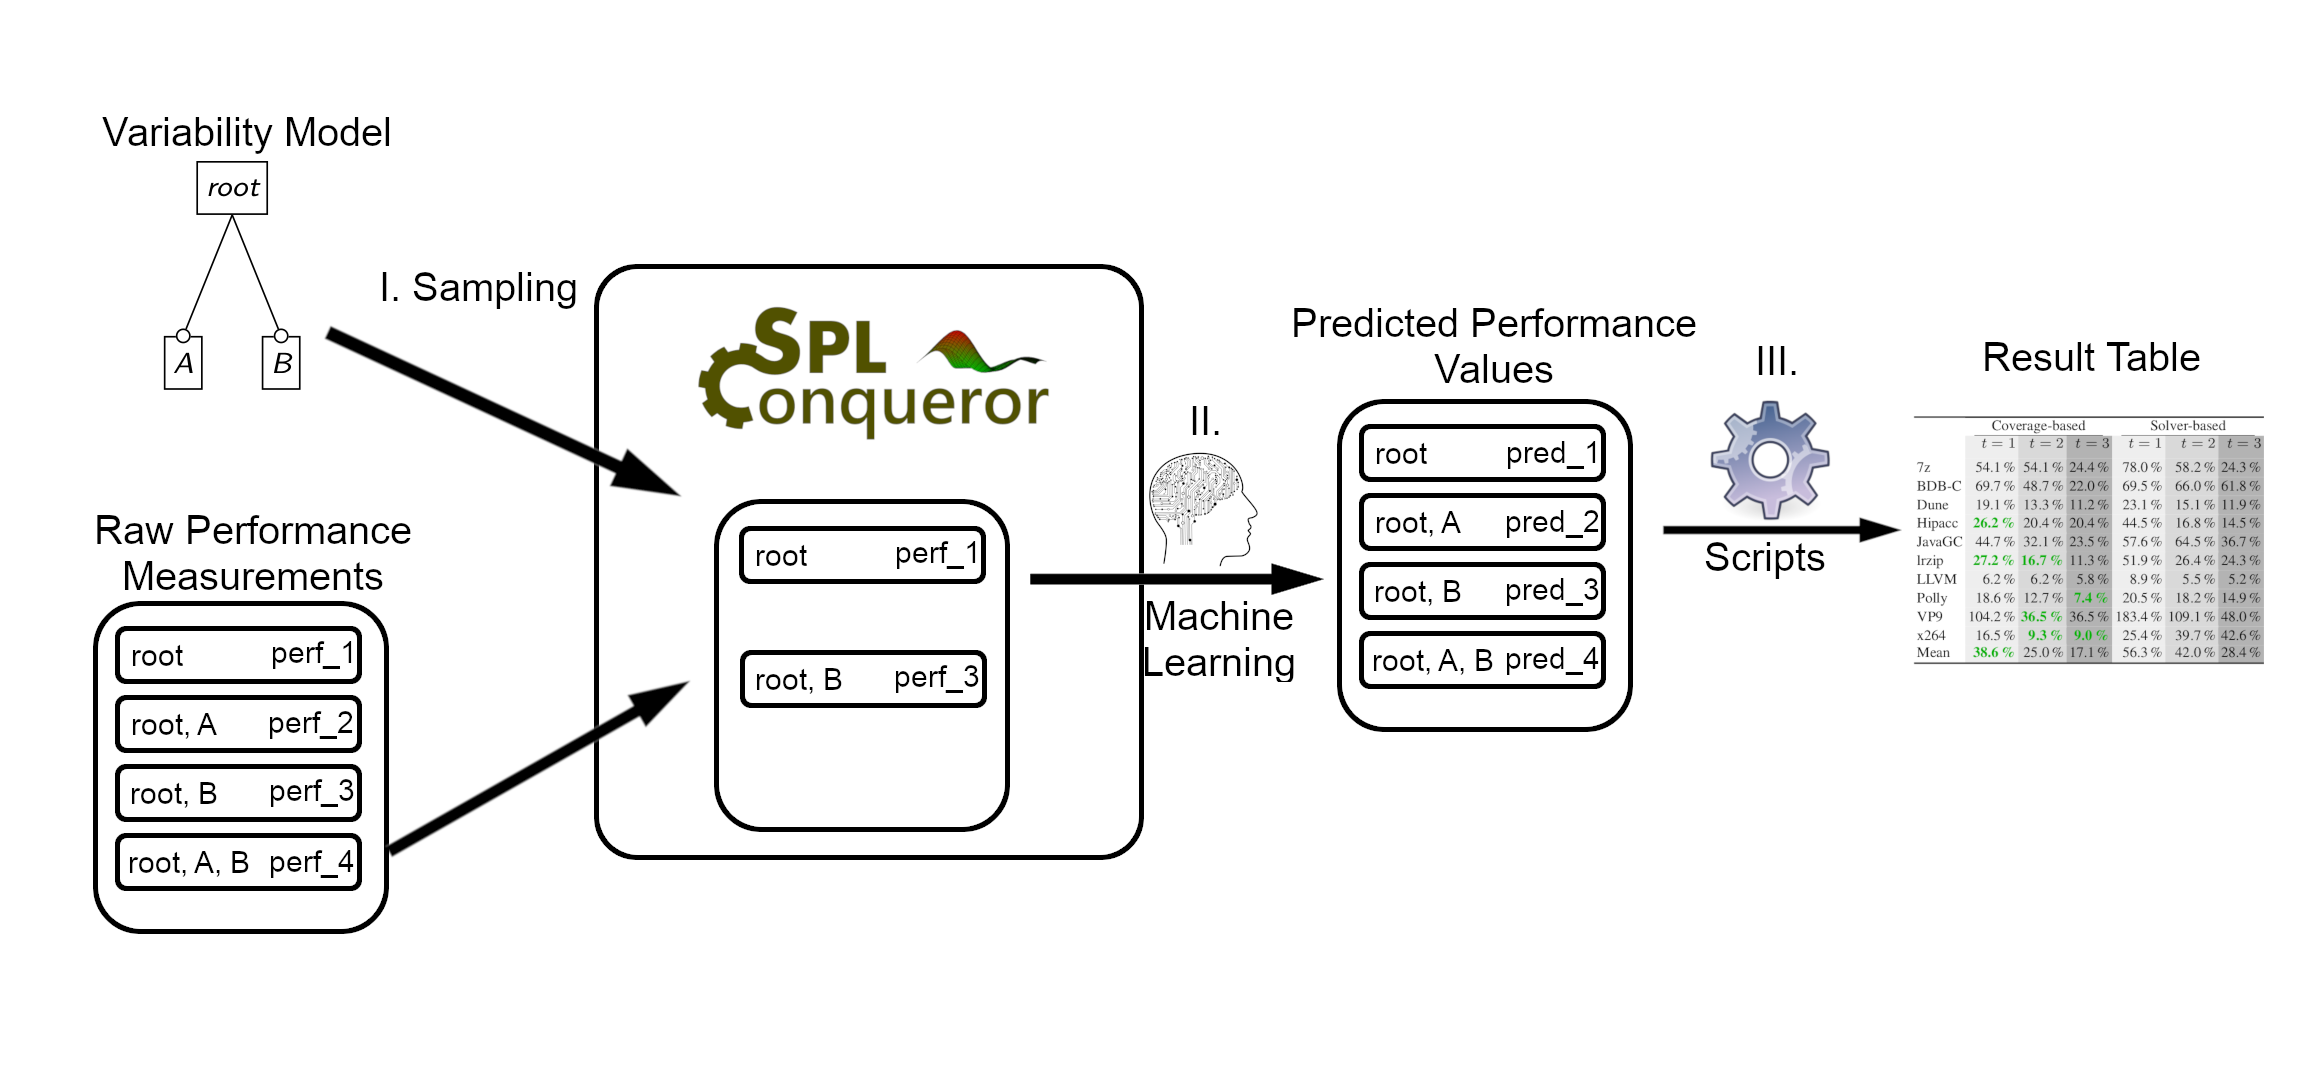 Variability Model
root
A
B
I. Sampling
Raw Performance
Measurements
root perf_1
root, A perf_2
root, B perf_3
root, A, B perf_4
SPL
Conqueror
root perf_1
root, B perf_3
II.
Machine
Learning
Predicted Performance
Values
root pred_1
root, A pred_2
root, B pred_3
root, A, B pred_4
III.
Scripts
Result Table
Coverage-based Solver-based
t = 1 t = 2 t = 3 t = 1 t = 2 t = 3
7z 54.1 % 54.1 % 24.4 % 78.0 % 58.2 % 24.3 %
BDB-C 69.7 % 48.7 % 22.0 % 69.5 % 66.0 % 61.8 %
Dune 19.1 % 13.3 % 11.2 % 23.1 % 15.1 % 11.9 %
Hipacc 26.2 % 20.4 % 20.4 % 44.5 % 16.8 % 14.5 %
JavaGC 44.7 % 32.1 % 23.5 % 57.6 % 64.5 % 36.7 %
lrzip 27.2 % 16.7 % 11.3 % 51.9 % 26.4 % 24.3 %
LLVM 6.2 % 6.2 % 5.8 % 8.9 % 5.5 % 5.2 %
Polly 18.6 % 12.7 % 7.4 % 20.5 % 18.2 % 14.9 %
VP9 104.2 % 36.5 % 36.5 % 183.4 % 109.1 % 48.0 %
x264 16.5 % 9.3 % 9.0 % 25.4 % 39.7 % 42.6 %
Mean 38.6 % 25.0 % 17.1 % 56.3 % 42.0 % 28.4 %